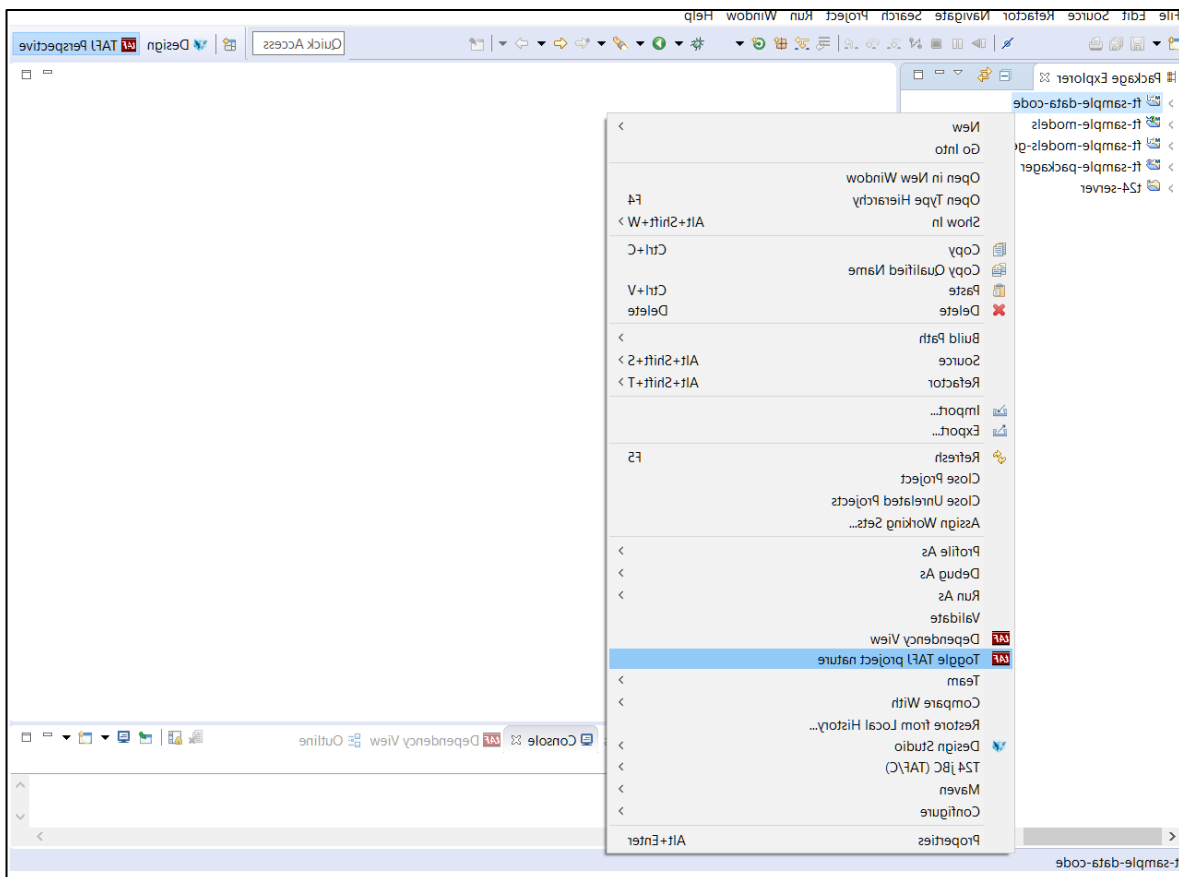 File Edit Source Refactor Navigate Search Project Run Window Help
Quick Access Design TAFJ Perspective
Package Explorer
ft-sample-data-code
ft-sample-models
ft-sample-models-ge
ft-sample-packager
t24-server
New
Go Into
Open in New Window
Open Type Hierarchy F4
Show In Alt+Shift+W
Copy Ctrl+C
Copy Qualified Name
Paste Ctrl+V
Delete Delete
Build Path
Source Alt+Shift+S
Refactor Alt+Shift+T
Import...
Export...
Refresh F5
Close Project
Close Unrelated Projects
Assign Working Sets...
Profile As
Debug As
Run As
Validate
Dependency View
Toggle TAFJ project nature
Team
Compare With
Restore from Local History...
Design Studio
T24 jBC (TAF/C)
Maven
Configure
Properties Alt+Enter
Console Dependency View Outline
t-sample-data-code